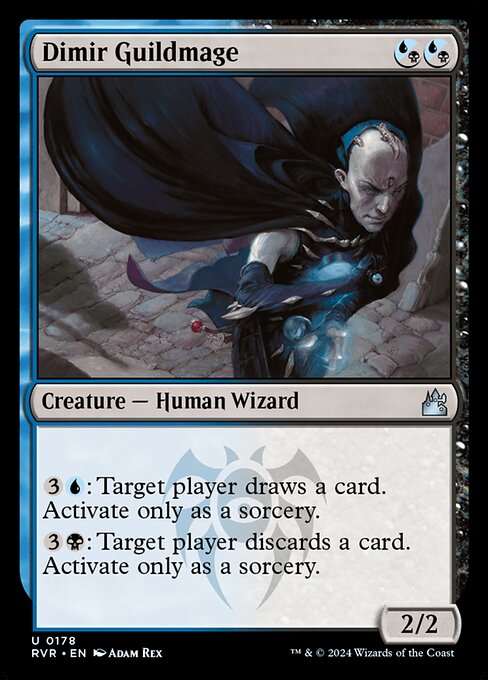 Dimir Guildmage
Creature — Human Wizard
3: Target player draws a card.
Activate only as a sorcery.
3: Target player discards a card.
Activate only as a sorcery.
2/2
U 0178
RVR • EN Adam Rex
™ & © 2024 Wizards of the Coast